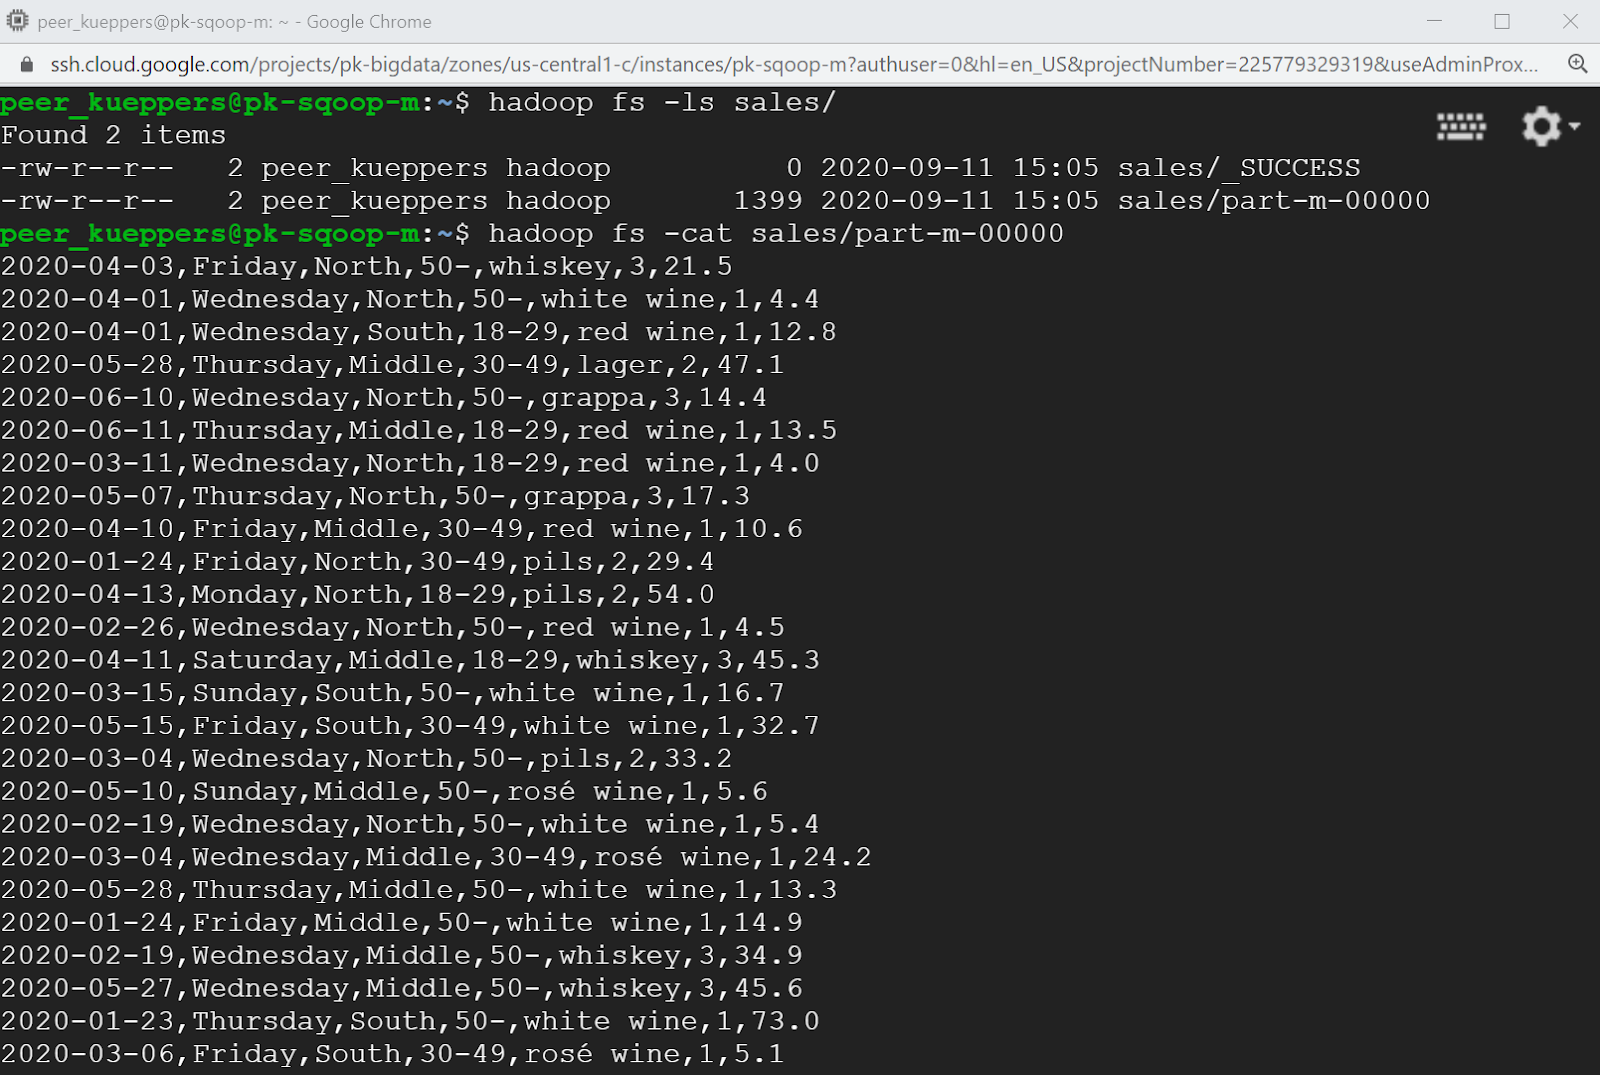 peer_kueppers@pk-sqoop-m: ~ - Google Chrome
ssh.cloud.google.com/projects/pk-bigdata/zones/us-central1-c/instances/pk-sqoop-m?authuser=0&hl=en_US&projectNumber=225779329319&useAdminProx...
peer_kueppers@pk-sqoop-m:~$ hadoop fs -ls sales/
Found 2 items
-rw-r--r--   2 peer_kueppers hadoop          0 2020-09-11 15:05 sales/_SUCCESS
-rw-r--r--   2 peer_kueppers hadoop       1399 2020-09-11 15:05 sales/part-m-00000
peer_kueppers@pk-sqoop-m:~$ hadoop fs -cat sales/part-m-00000
2020-04-03,Friday,North,50-,whiskey,3,21.5
2020-04-01,Wednesday,North,50-,white wine,1,4.4
2020-04-01,Wednesday,South,18-29,red wine,1,12.8
2020-05-28,Thursday,Middle,30-49,lager,2,47.1
2020-06-10,Wednesday,North,50-,grappa,3,14.4
2020-06-11,Thursday,Middle,18-29,red wine,1,13.5
2020-03-11,Wednesday,North,18-29,red wine,1,4.0
2020-05-07,Thursday,North,50-,grappa,3,17.3
2020-04-10,Friday,Middle,30-49,red wine,1,10.6
2020-01-24,Friday,North,30-49,pils,2,29.4
2020-04-13,Monday,North,18-29,pils,2,54.0
2020-02-26,Wednesday,North,50-,red wine,1,4.5
2020-04-11,Saturday,Middle,18-29,whiskey,3,45.3
2020-03-15,Sunday,South,50-,white wine,1,16.7
2020-05-15,Friday,South,30-49,white wine,1,32.7
2020-03-04,Wednesday,North,50-,pils,2,33.2
2020-05-10,Sunday,Middle,50-,rosé wine,1,5.6
2020-02-19,Wednesday,North,50-,white wine,1,5.4
2020-03-04,Wednesday,Middle,30-49,rosé wine,1,24.2
2020-05-28,Thursday,Middle,50-,white wine,1,13.3
2020-01-24,Friday,Middle,50-,white wine,1,14.9
2020-02-19,Wednesday,Middle,50-,whiskey,3,34.9
2020-05-27,Wednesday,Middle,50-,whiskey,3,45.6
2020-01-23,Thursday,South,50-,white wine,1,73.0
2020-03-06,Friday,South,30-49,rosé wine,1,5.1